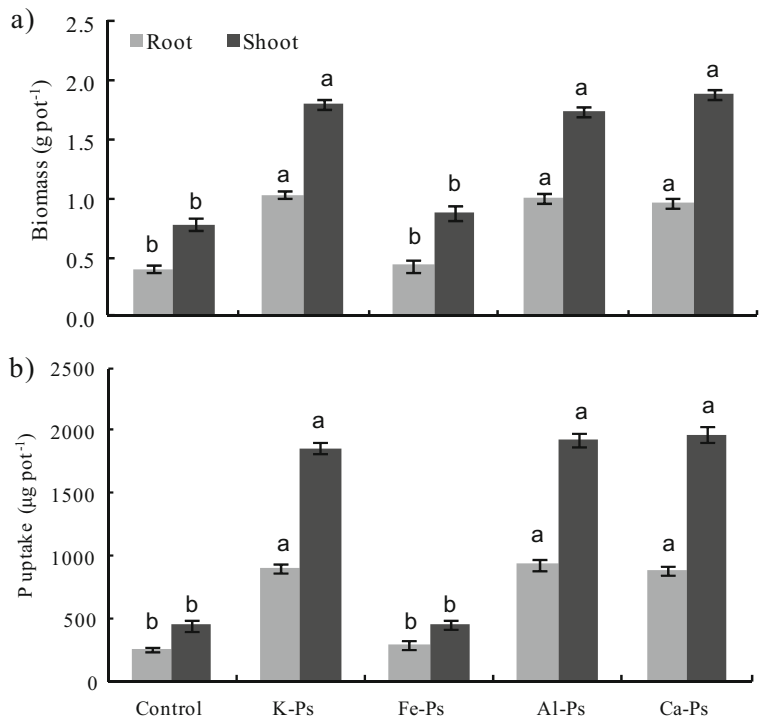 a)
Root Shoot
Biomass (g pot⁻¹)
2.5
2.0
1.5
1.0
0.5
0.0
b b a a b b a a a a
b)
P uptake (µg pot⁻¹)
2500
2000
1500
1000
500
0
b b a a b b a a a a
Control K-Ps Fe-Ps Al-Ps Ca-Ps